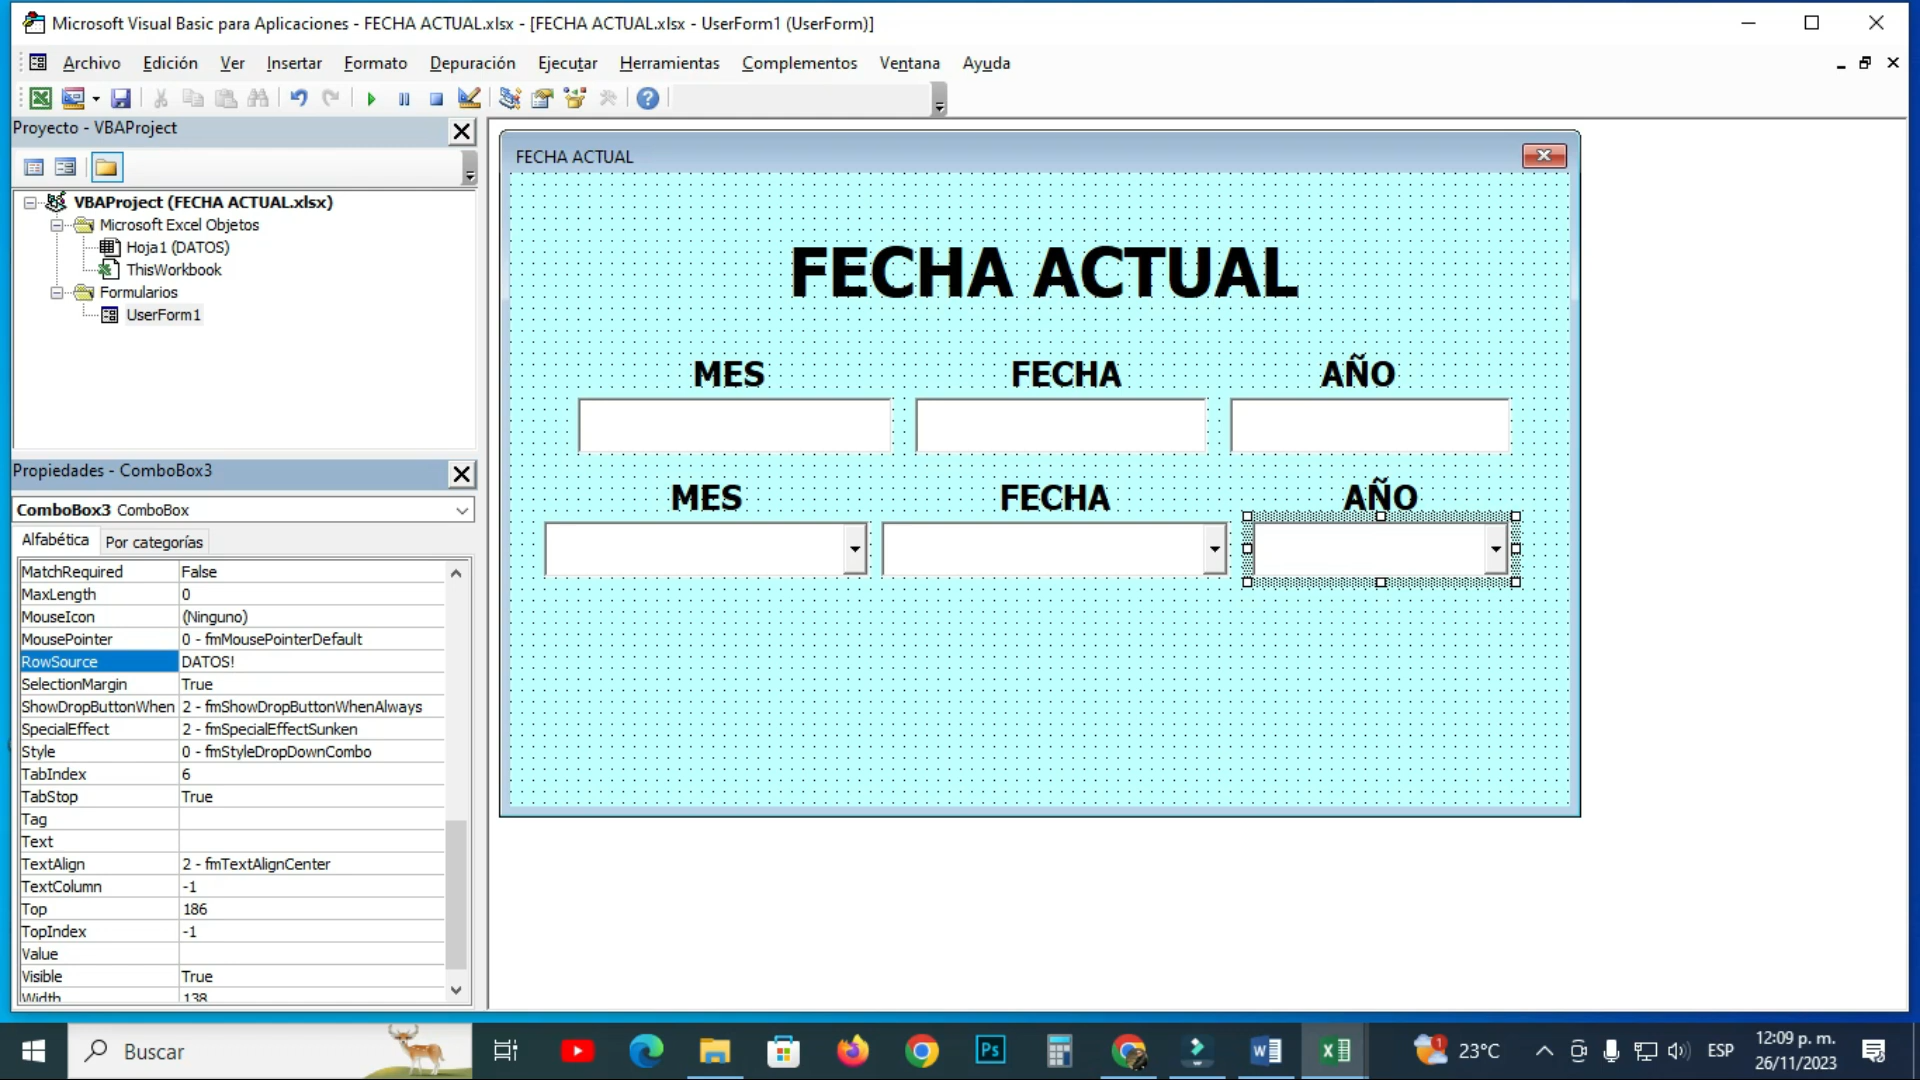 Microsoft Visual Basic para Aplicaciones - FECHA ACTUAL.xlsx - [FECHA ACTUAL.xlsx - UserForm1 (UserForm)]
Archivo Edición Ver Insertar Formato Depuración Ejecutar Herramientas Complementos Ventana Ayuda
Proyecto - VBAProject
VBAProject (FECHA ACTUAL.xlsx)
Microsoft Excel Objetos
Hoja1 (DATOS)
ThisWorkbook
Formularios
UserForm1
Propiedades - ComboBox3
ComboBox3 ComboBox
Alfabética Por categorías
MatchRequired False
MaxLength 0
MouseIcon (Ninguno)
MousePointer 0 - fmMousePointerDefault
RowSource DATOS!
SelectionMargin True
ShowDropButtonWhen 2 - fmShowDropButtonWhenAlways
SpecialEffect 2 - fmSpecialEffectSunken
Style 0 - fmStyleDropDownCombo
TabIndex 6
TabStop True
Tag
Text
TextAlign 2 - fmTextAlignCenter
TextColumn -1
Top 186
TopIndex -1
Value
Visible True
Width 138
FECHA ACTUAL
FECHA ACTUAL
MES FECHA AÑO
MES FECHA AÑO
Buscar
Ps
1
23°C
ESP
12:09 p. m.
26/11/2023